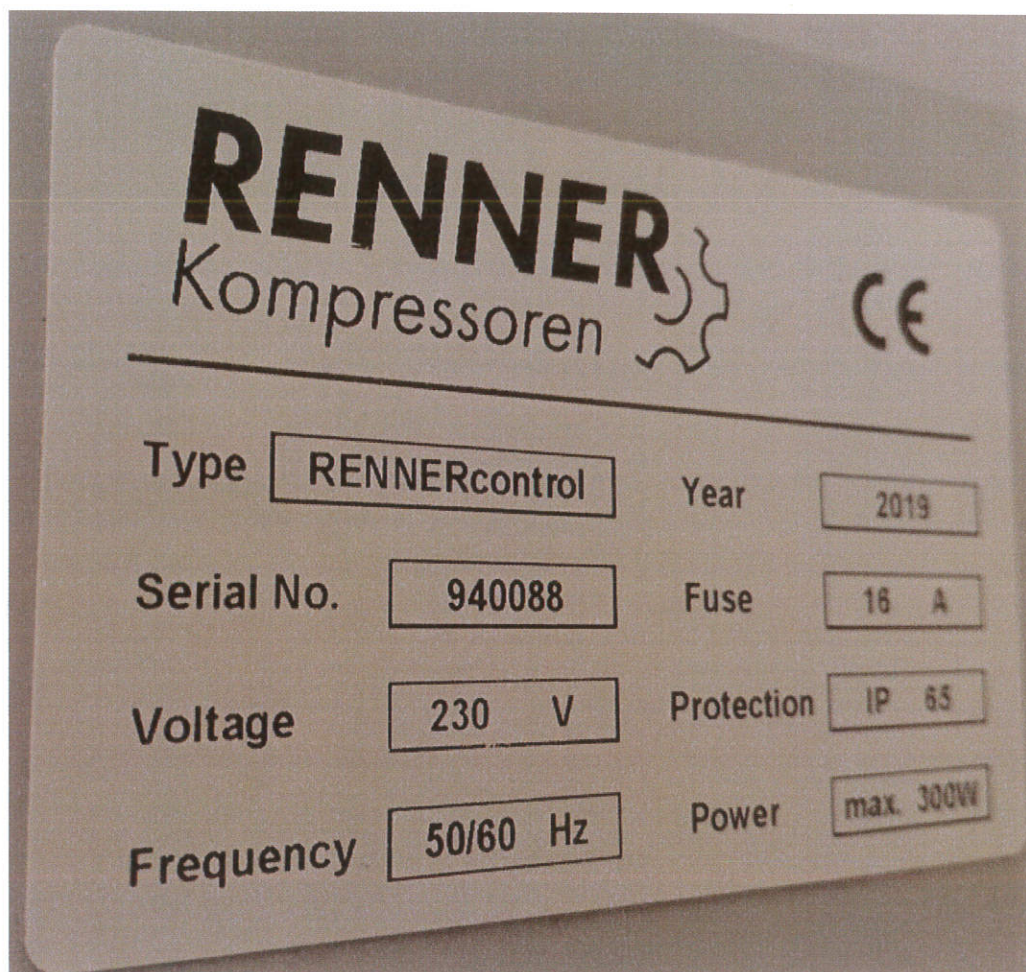 RENNER
Kompressoren
CE
Type RENNERcontrol Year 2019
Serial No. 940088 Fuse 16 A
Voltage 230 V Protection IP 65
Frequency 50/60 Hz Power max. 300W